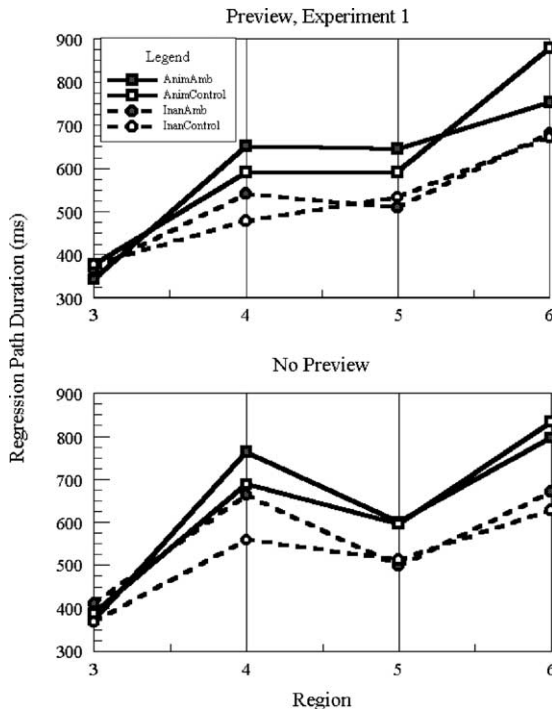 Preview, Experiment 1
900
800
700
600
500
400
300
Legend
AnimAmb
AnimControl
InanAmb
InanControl
3 4 5 6
Regression Path Duration (ms)
No Preview
900
800
700
600
500
400
300
3 4 5 6
Region